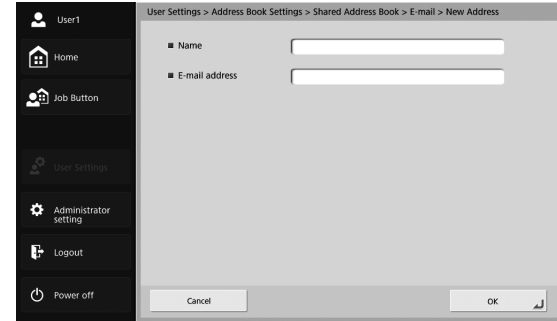 User1
Home
Job Button
User Settings
Administrator
setting
Logout
Power off
User Settings > Address Book Settings > Shared Address Book > E-mail > New Address
Name
E-mail address
Cancel
OK